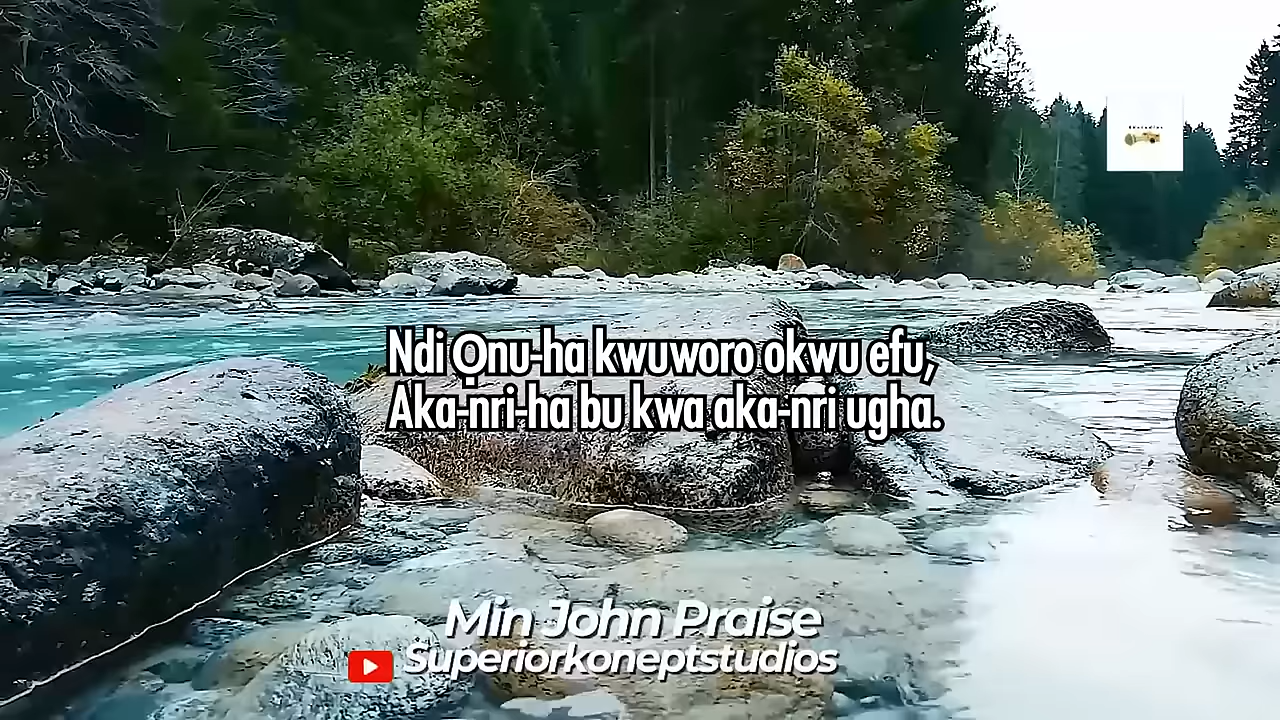 Ndi Ọnu-ha kwuworo okwu efu,
Aka-nri-ha bu kwa aka-nri ugha.
Min John Praise
Superiorkoneptstudios